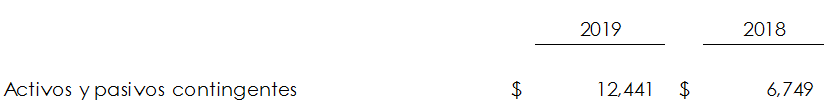 2019 2018
Activos y pasivos contingentes $ 12,441 $ 6,749